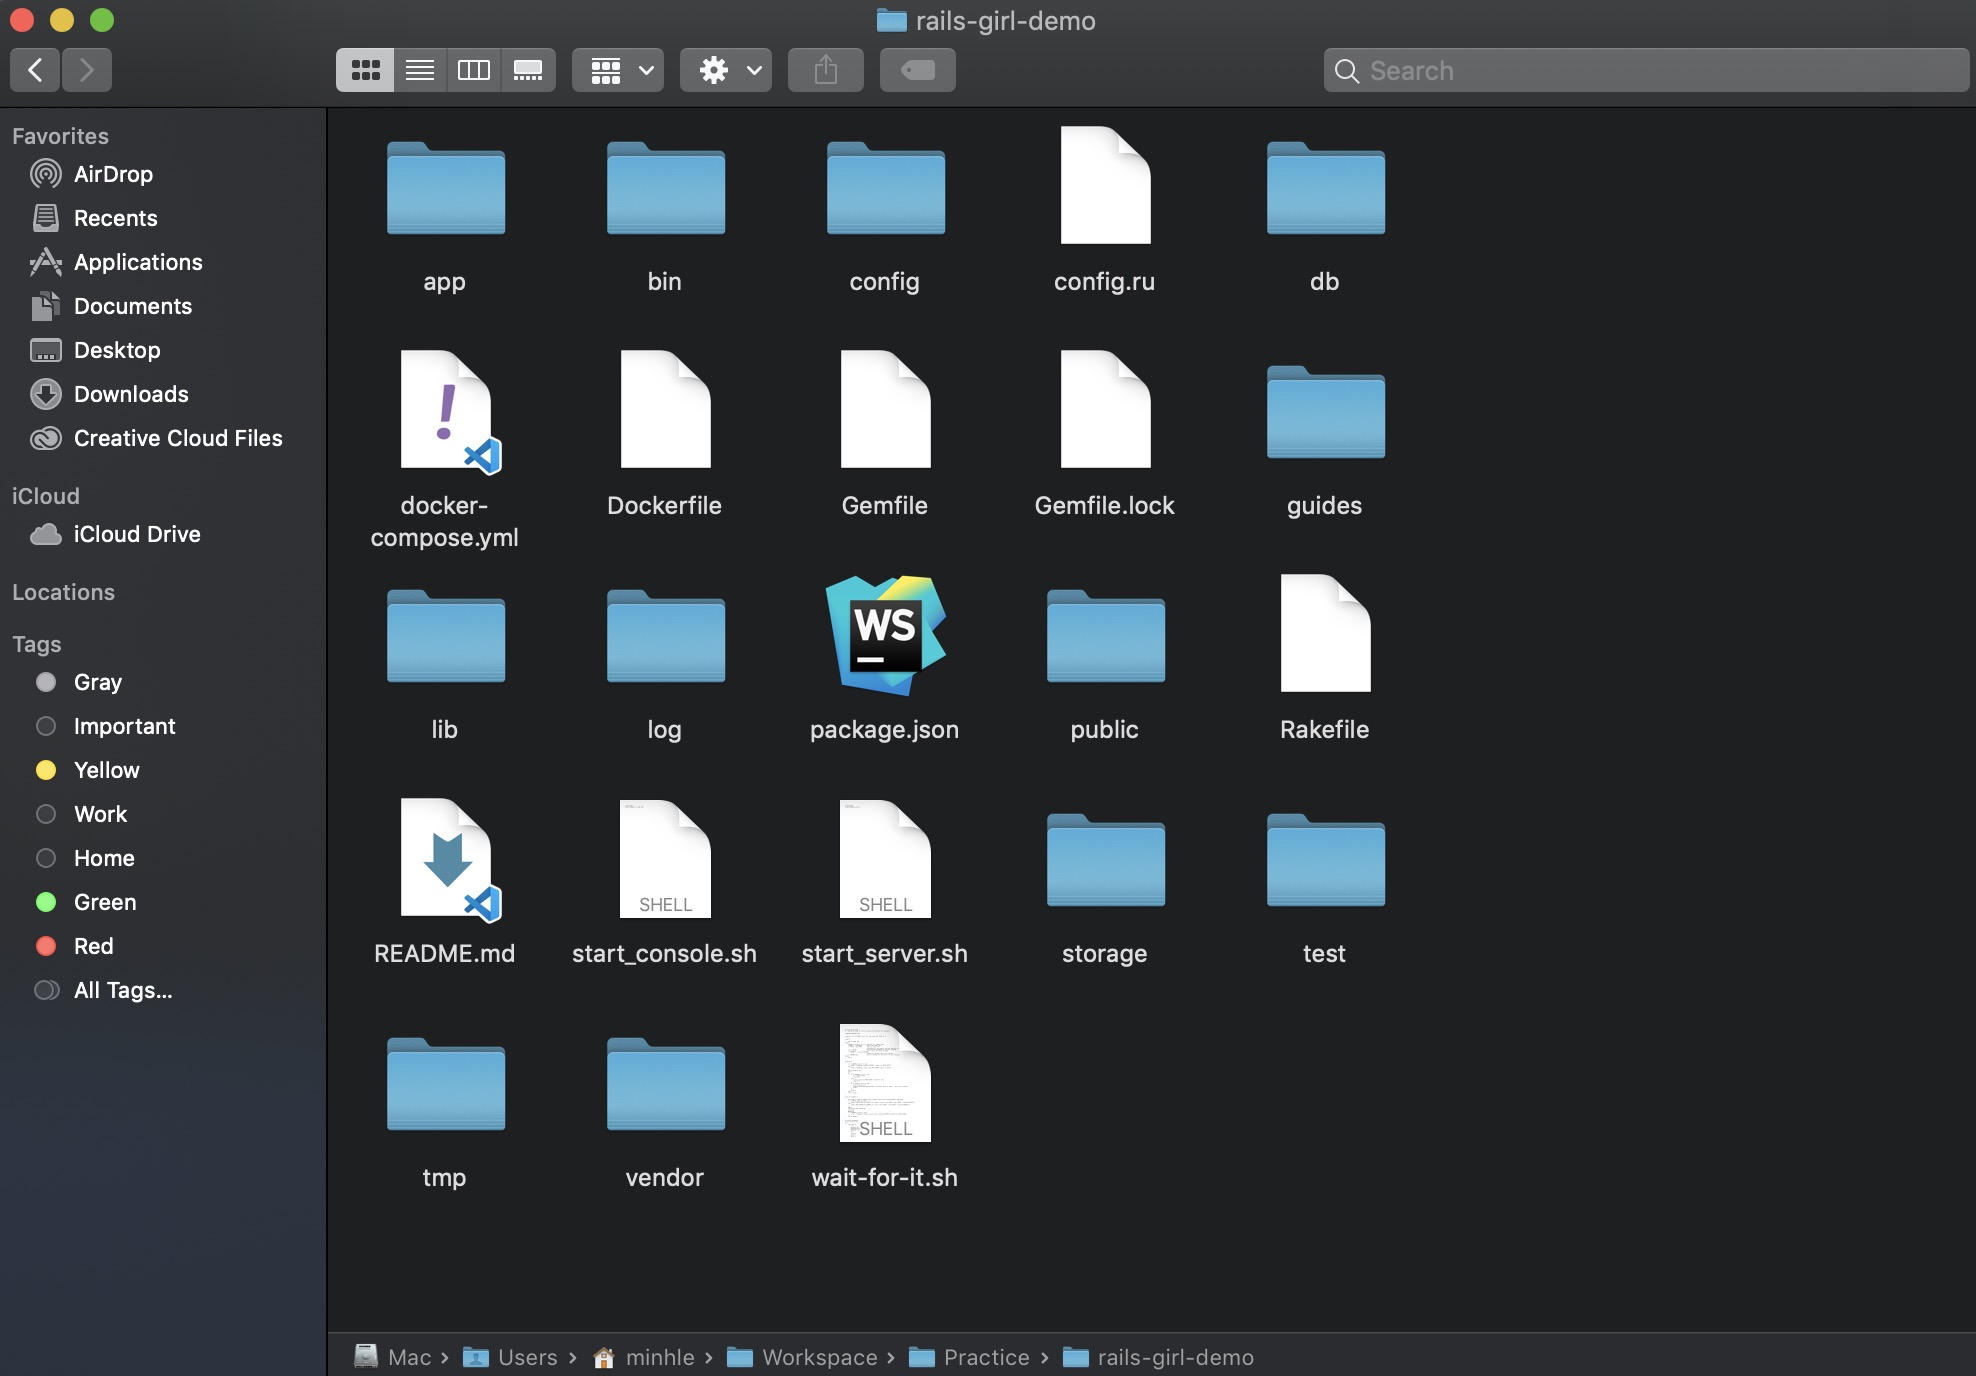 rails-girl-demo
Search
Favorites
AirDrop
Recents
Applications
Documents
Desktop
Downloads
Creative Cloud Files
iCloud
iCloud Drive
Locations
Tags
Gray
Important
Yellow
Work
Home
Green
Red
All Tags...
app
bin
config
config.ru
db
docker-
compose.yml
Dockerfile
Gemfile
Gemfile.lock
guides
lib
log
WS
package.json
public
Rakefile
README.md
SHELL
start_console.sh
SHELL
start_server.sh
storage
test
tmp
vendor
SHELL
wait-for-it.sh
Mac › Users › minhle › Workspace › Practice › rails-girl-demo